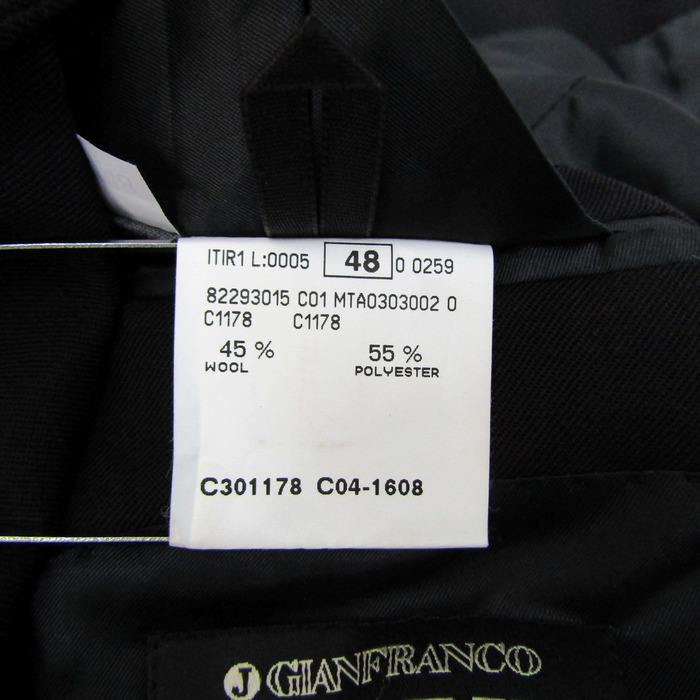 ITIR1 L:0005 48 0 0259
82293015 C01 MTA0303002 0
C1178 C1178
45 % 55 %
WOOL POLYESTER
C301178 C04-1608
J GIANFRANCO